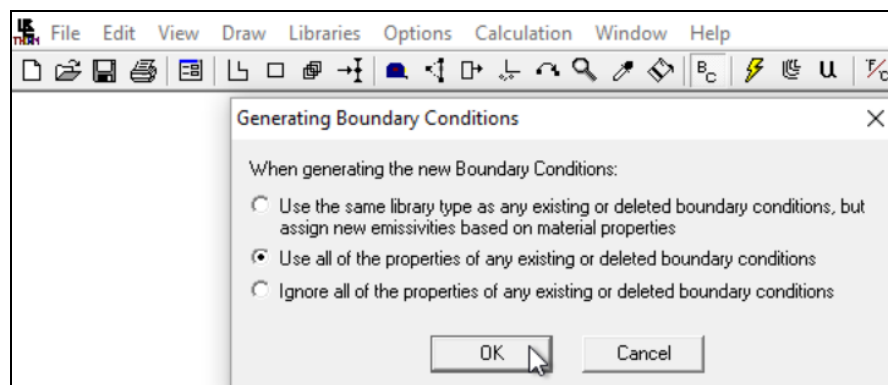 File Edit View Draw Libraries Options Calculation Window Help
THRM
BC U F/C
Generating Boundary Conditions
When generating the new Boundary Conditions:
Use the same library type as any existing or deleted boundary conditions, but
assign new emissivities based on material properties
Use all of the properties of any existing or deleted boundary conditions
Ignore all of the properties of any existing or deleted boundary conditions
OK Cancel